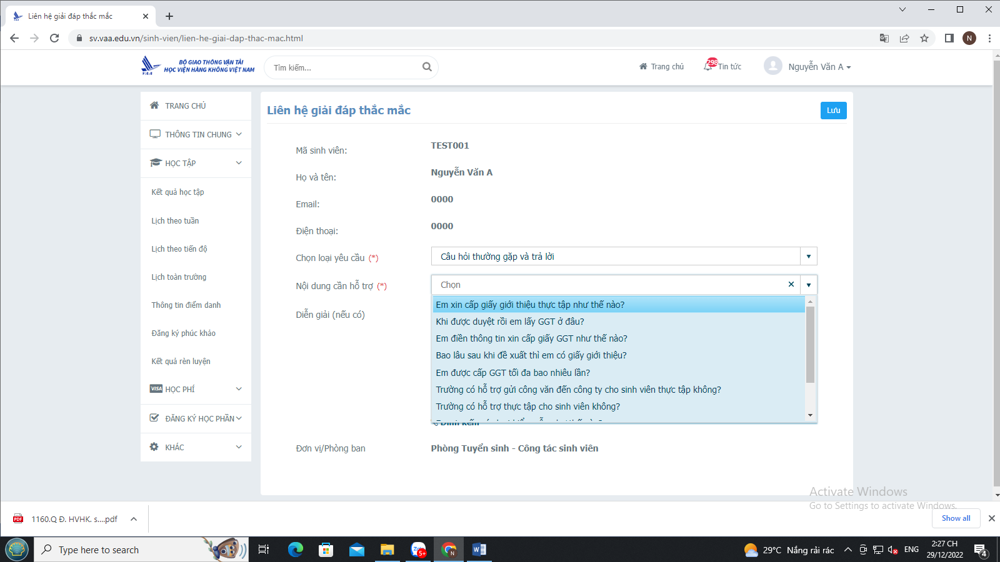 Liên hệ giải đáp thắc mắc
sv.vaa.edu.vn/sinh-vien/lien-he-giai-dap-thac-mac.html
N
VAA
BỘ GIAO THÔNG VẬN TẢI
HỌC VIỆN HÀNG KHÔNG VIỆT NAM
Tìm kiếm...
Trang chủ
298
Tin tức
Nguyễn Văn A
TRANG CHỦ
THÔNG TIN CHUNG
HỌC TẬP
Kết quả học tập
Lịch theo tuần
Lịch theo tiến độ
Lịch toàn trường
Thông tin điểm danh
Đăng ký phúc khảo
Kết quả rèn luyện
VISA HỌC PHÍ
ĐĂNG KÝ HỌC PHẦN
KHÁC
Liên hệ giải đáp thắc mắc
Lưu
Mã sinh viên:
TEST001
Họ và tên:
Nguyễn Văn A
Email:
0000
Điện thoại:
0000
Chọn loại yêu cầu (*)
Câu hỏi thường gặp và trả lời
Nội dung cần hỗ trợ (*)
Chọn
Diễn giải (nếu có)
Em xin cấp giấy giới thiệu thực tập như thế nào?
Khi được duyệt rồi em lấy GGT ở đâu?
Em điền thông tin xin cấp giấy GGT như thế nào?
Bao lâu sau khi đề xuất thì em có giấy giới thiệu?
Em được cấp GGT tối đa bao nhiêu lần?
Trường có hỗ trợ gửi công văn đến công ty cho sinh viên thực tập không?
Trường có hỗ trợ thực tập cho sinh viên không?
Đính kèm
Đơn vị/Phòng ban
Phòng Tuyển sinh - Công tác sinh viên
Activate Windows
Go to Settings to activate Windows.
PDF
1160.Q Đ. HVHK. s....pdf
Show all
Type here to search
Zalo
5+
N
W
29°C Nắng rải rác
ENG
2:27 CH
29/12/2022
4